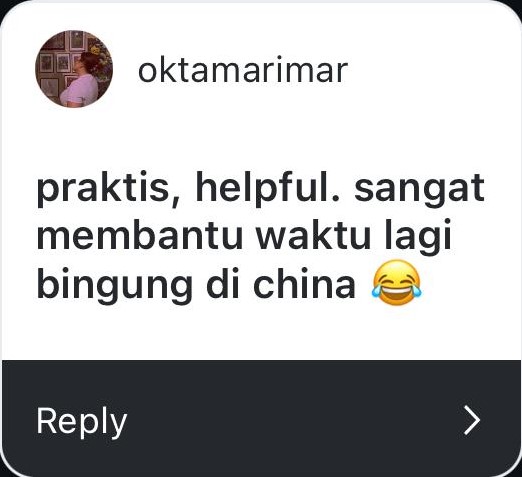 oktamarimar
praktis, helpful. sangat
membantu waktu lagi
bingung di china 😂
Reply